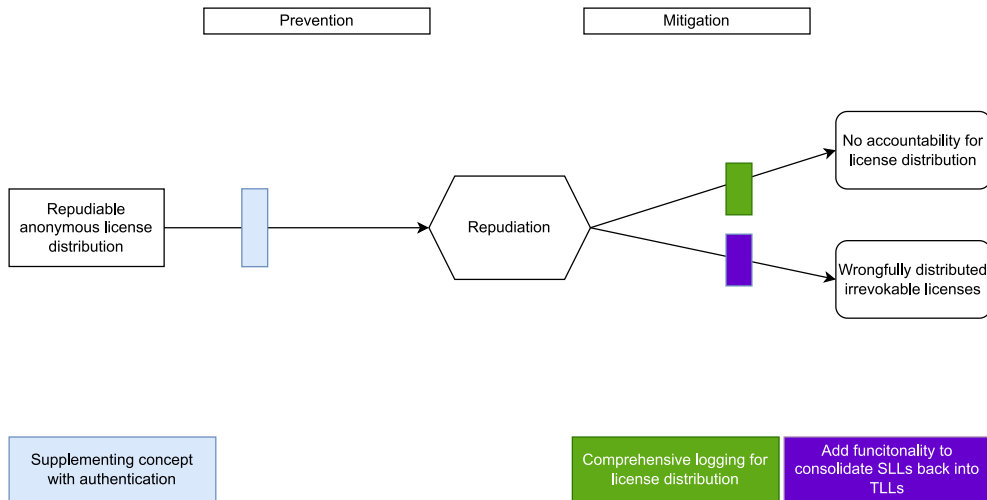 Prevention
Mitigation
No accountability for
license distribution
Repudiable
anonymous license
distribution
Repudiation
Wrongfully distributed
irrevokable licenses
Supplementing concept
with authentication
Comprehensive logging for
license distribution
Add funcitonality to
consolidate SLLs back into
TLLs